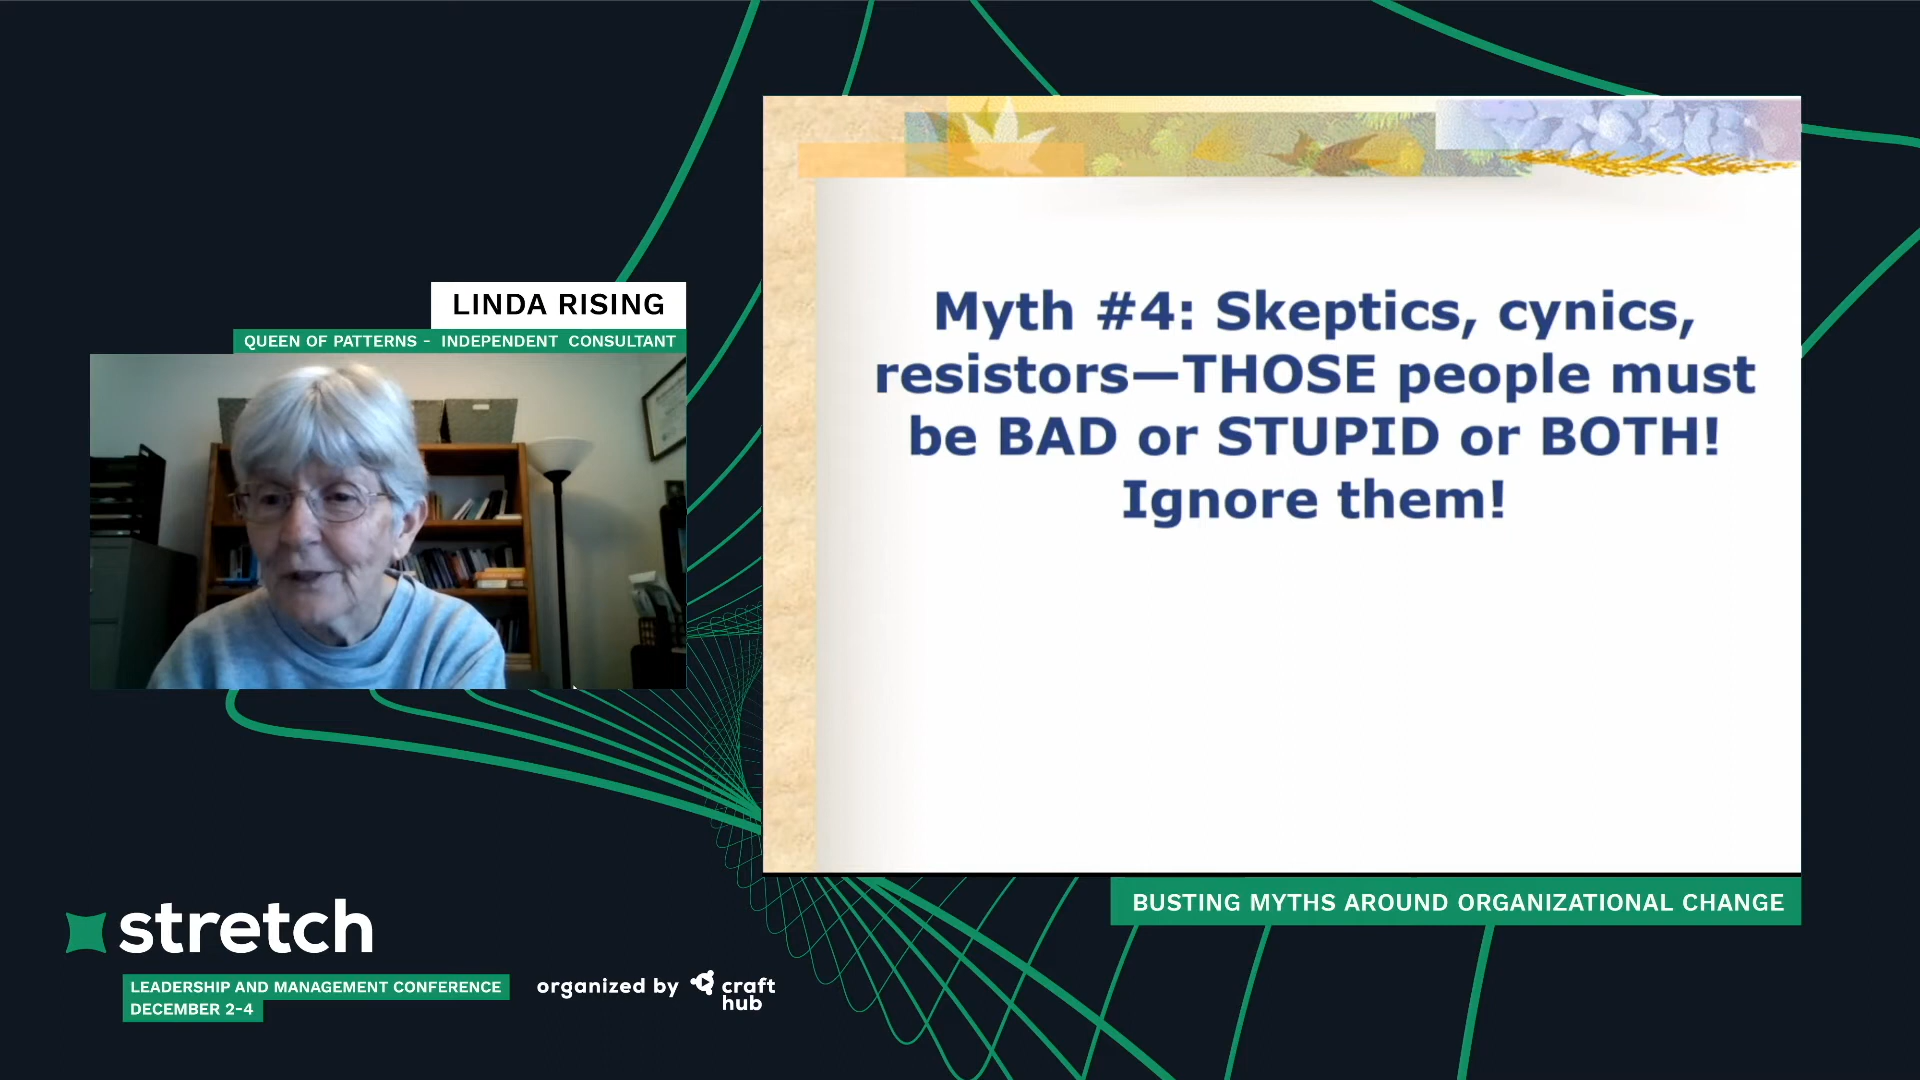 LINDA RISING
QUEEN OF PATTERNS - INDEPENDENT CONSULTANT
Myth #4: Skeptics, cynics,
resistors—THOSE people must
be BAD or STUPID or BOTH!
Ignore them!
BUSTING MYTHS AROUND ORGANIZATIONAL CHANGE
stretch
LEADERSHIP AND MANAGEMENT CONFERENCE
DECEMBER 2-4
organized by
craft
hub